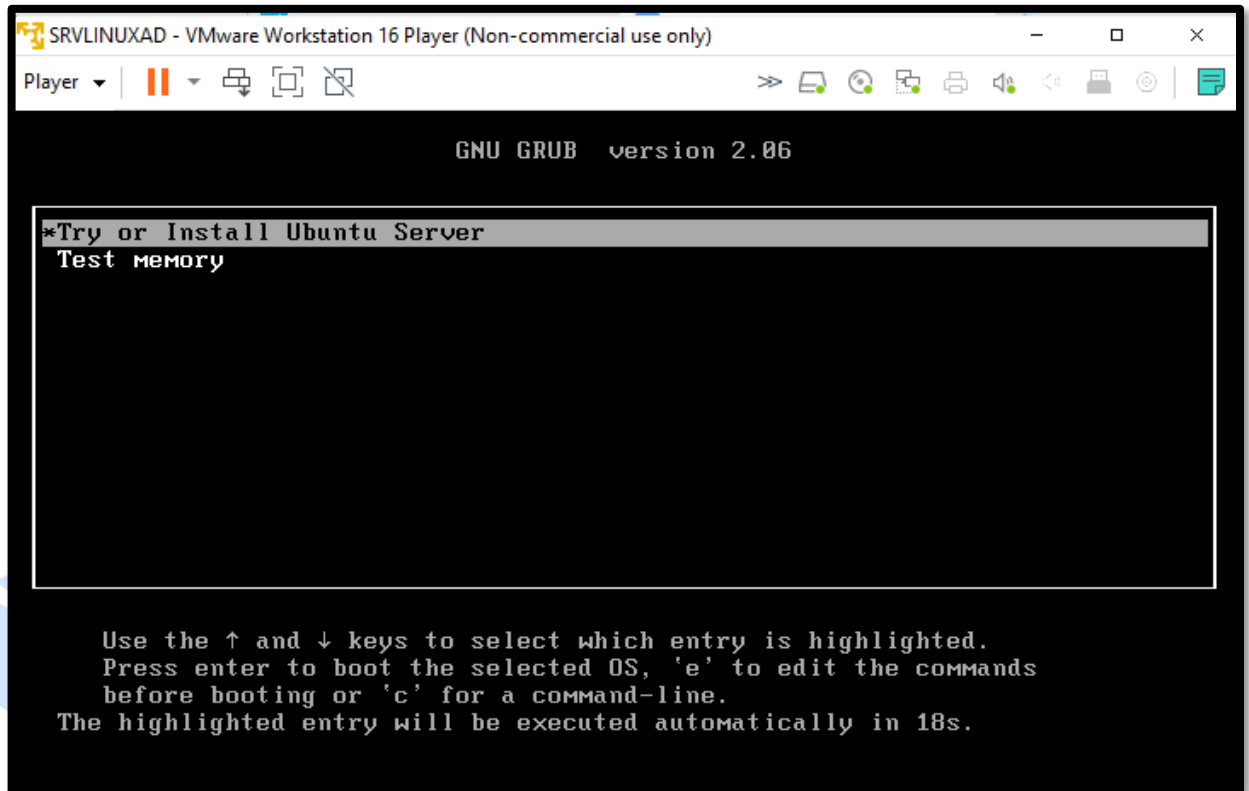 SRVLINUXAD - VMware Workstation 16 Player (Non-commercial use only)
Player
GNU GRUB version 2.06
*Try or Install Ubuntu Server
Test memory
Use the ↑ and ↓ keys to select which entry is highlighted.
Press enter to boot the selected OS, `e' to edit the commands
before booting or `c' for a command-line.
The highlighted entry will be executed automatically in 18s.